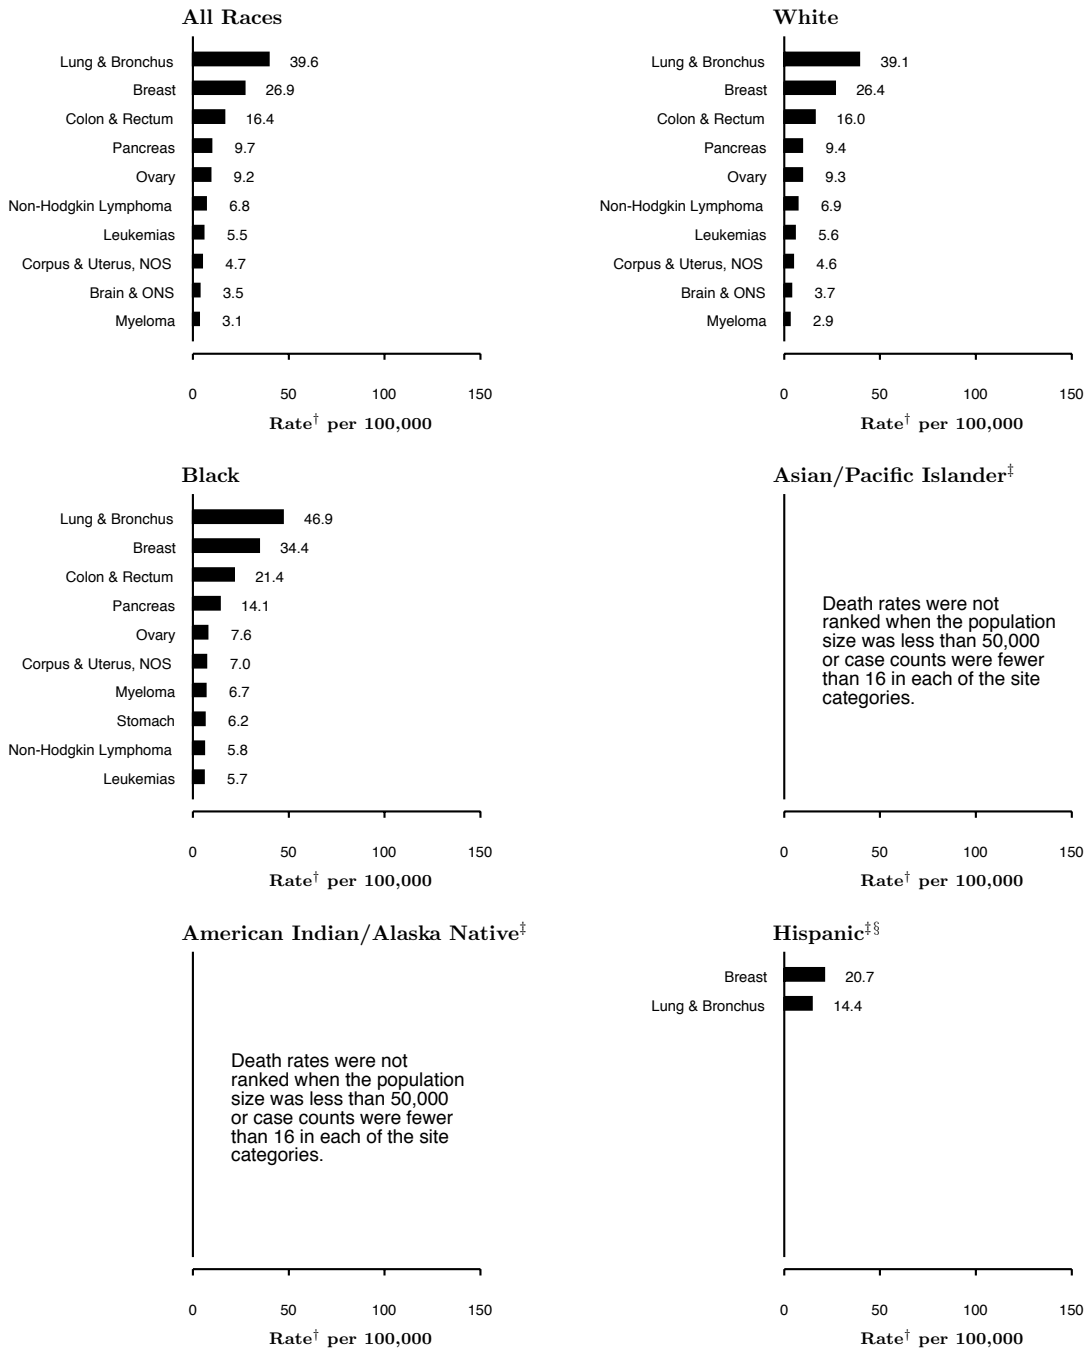 All Races
Lung & Bronchus 39.6
Breast 26.9
Colon & Rectum 16.4
Pancreas 9.7
Ovary 9.2
Non-Hodgkin Lymphoma 6.8
Leukemias 5.5
Corpus & Uterus, NOS 4.7
Brain & ONS 3.5
Myeloma 3.1
0 50 100 150
Rate† per 100,000
White
Lung & Bronchus 39.1
Breast 26.4
Colon & Rectum 16.0
Pancreas 9.4
Ovary 9.3
Non-Hodgkin Lymphoma 6.9
Leukemias 5.6
Corpus & Uterus, NOS 4.6
Brain & ONS 3.7
Myeloma 2.9
0 50 100 150
Rate† per 100,000
Black
Lung & Bronchus 46.9
Breast 34.4
Colon & Rectum 21.4
Pancreas 14.1
Ovary 7.6
Corpus & Uterus, NOS 7.0
Myeloma 6.7
Stomach 6.2
Non-Hodgkin Lymphoma 5.8
Leukemias 5.7
0 50 100 150
Rate† per 100,000
Asian/Pacific Islander‡
Death rates were not
ranked when the population
size was less than 50,000
or case counts were fewer
than 16 in each of the site
categories.
0 50 100 150
Rate† per 100,000
American Indian/Alaska Native‡
Death rates were not
ranked when the population
size was less than 50,000
or case counts were fewer
than 16 in each of the site
categories.
0 50 100 150
Rate† per 100,000
Hispanic‡§
Breast 20.7
Lung & Bronchus 14.4
0 50 100 150
Rate† per 100,000